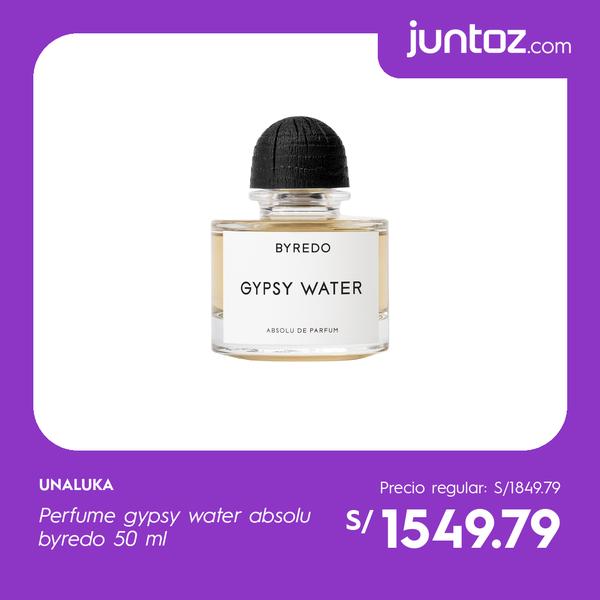 juntoz.com
BYREDO
GYPSY WATER
ABSOLU DE PARFUM
UNALUKA
Perfume gypsy water absolu
byredo 50 ml
Precio regular: S/1849.79
S/1549.79